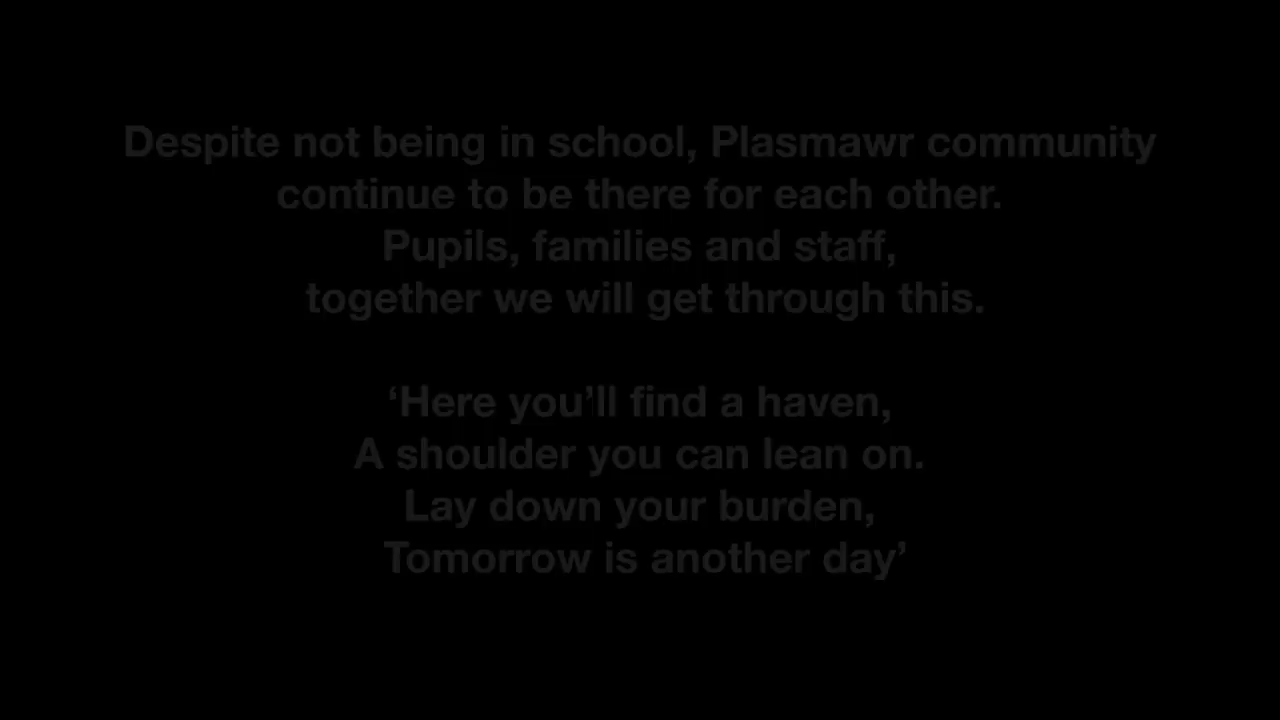 Despite not being in school, Plasmawr community
continue to be there for each other.
Pupils, families and staff,
together we will get through this.
‘Here you’ll find a haven,
A shoulder you can lean on.
Lay down your burden,
Tomorrow is another day’